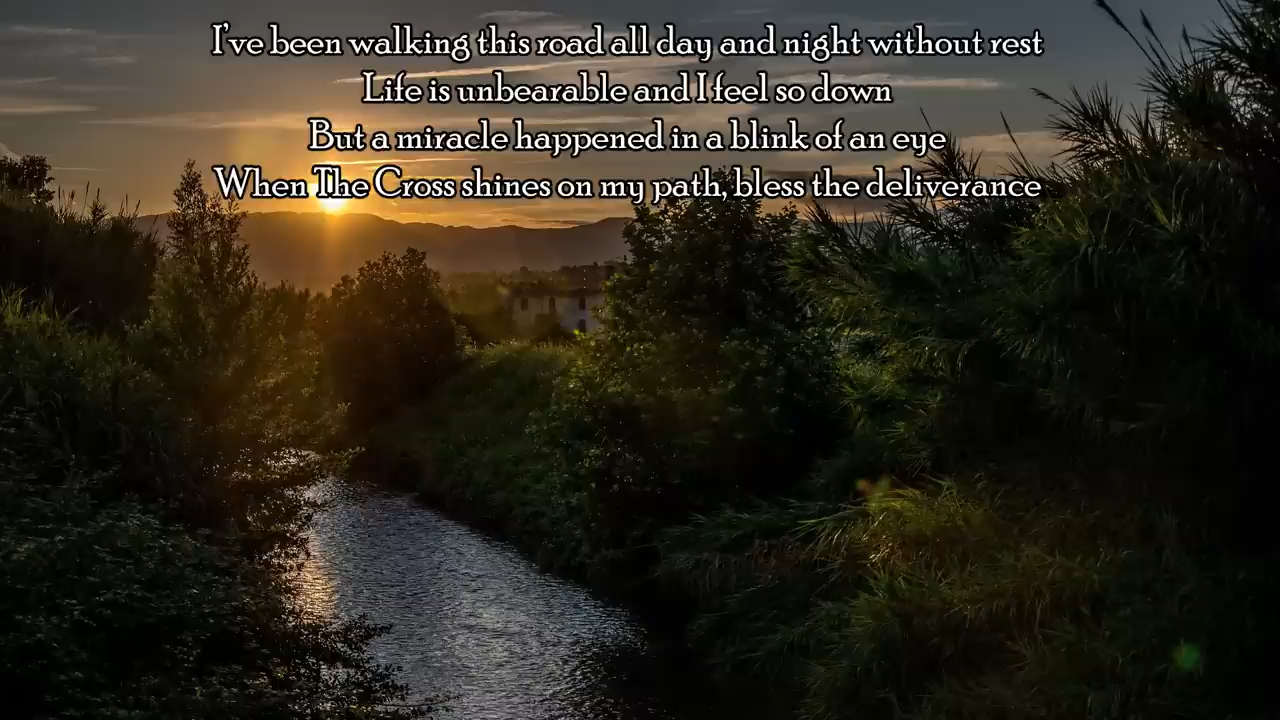 I've been walking this road all day and night without rest
Life is unbearable and I feel so down
But a miracle happened in a blink of an eye
When The Cross shines on my path, bless the deliverance